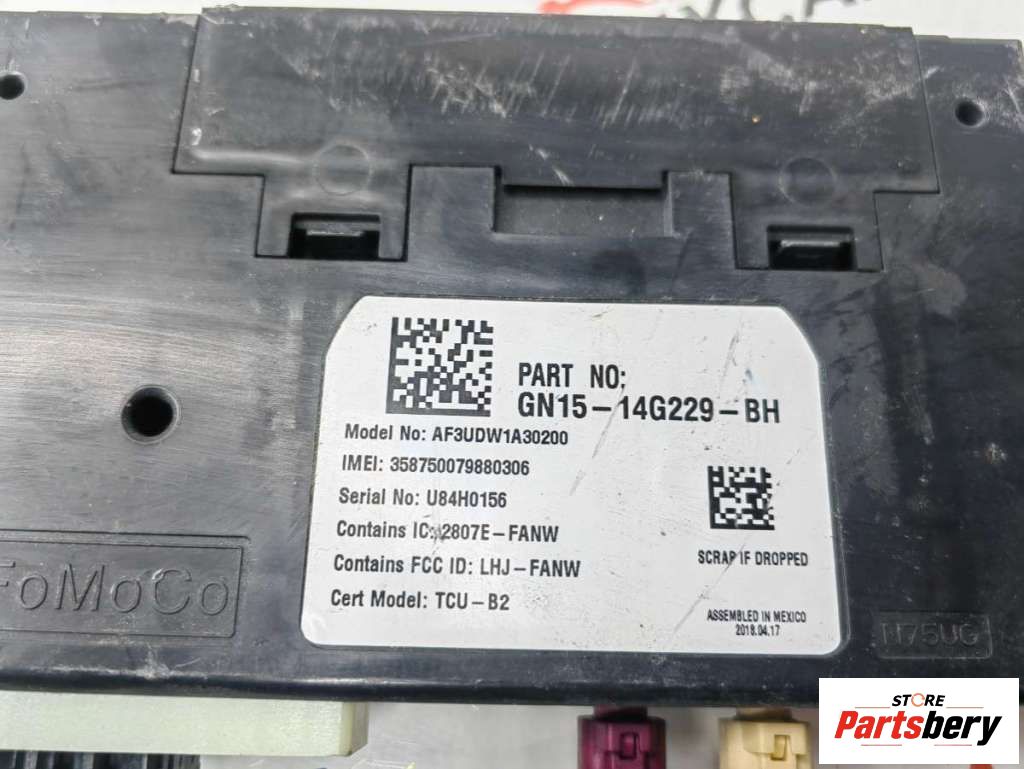 PART NO:
GN15-14G229-BH
Model No: AF3UDW1A30200
IMEI: 358750079880306
Serial No: U84H0156
Contains IC: 2807E-FANW
Contains FCC ID: LHJ-FANW
Cert Model: TCU-B2
SCRAP IF DROPPED
ASSEMBLED IN MEXICO
2018.04.17
FoMoCo
STORE
Partsbery